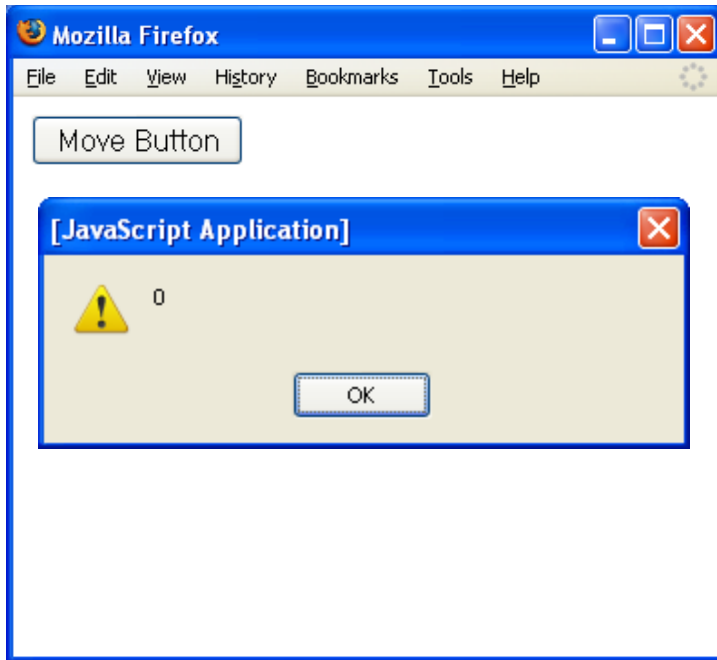 Mozilla Firefox
File Edit View History Bookmarks Tools Help
Move Button
[JavaScript Application]
0
OK